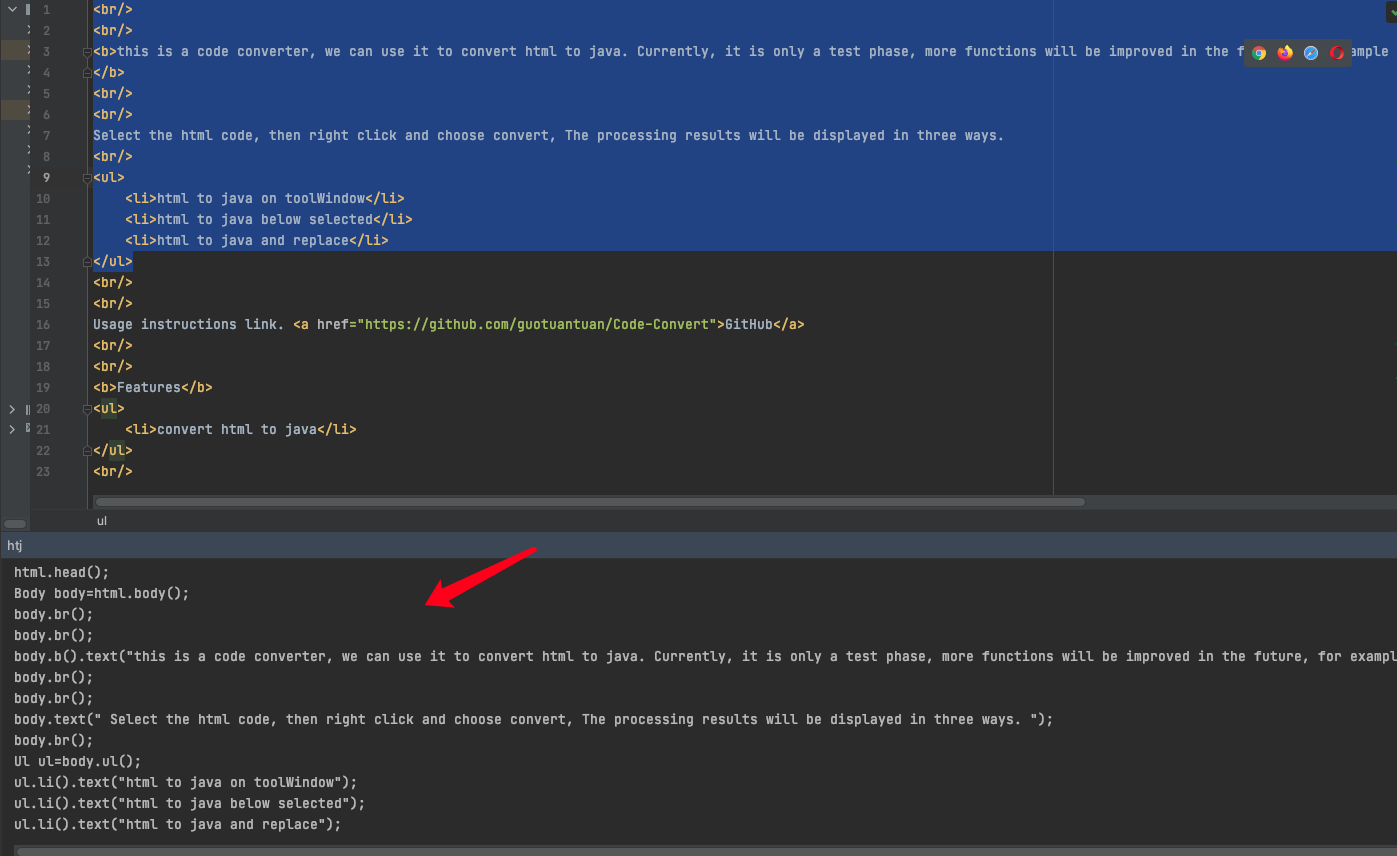 1 <br/>
2 <br/>
3 <b>this is a code converter, we can use it to convert html to java. Currently, it is only a test phase, more functions will be improved in the
4 </b>
5 <br/>
6 <br/>
7 Select the html code, then right click and choose convert, The processing results will be displayed in three ways.
8 <br/>
9 <ul>
10 <li>html to java on toolWindow</li>
11 <li>html to java below selected</li>
12 <li>html to java and replace</li>
13 </ul>
14 <br/>
15 <br/>
16 Usage instructions link. <a href="https://github.com/guotuantuan/Code-Convert">GitHub</a>
17 <br/>
18 <br/>
19 <b>Features</b>
20 <ul>
21 <li>convert html to java</li>
22 </ul>
23 <br/>
ul
htj
html.head();
Body body=html.body();
body.br();
body.br();
body.b().text("this is a code converter, we can use it to convert html to java. Currently, it is only a test phase, more functions will be improved in the future, for exampl
body.br();
body.br();
body.text(" Select the html code, then right click and choose convert, The processing results will be displayed in three ways. ");
body.br();
Ul ul=body.ul();
ul.li().text("html to java on toolWindow");
ul.li().text("html to java below selected");
ul.li().text("html to java and replace");